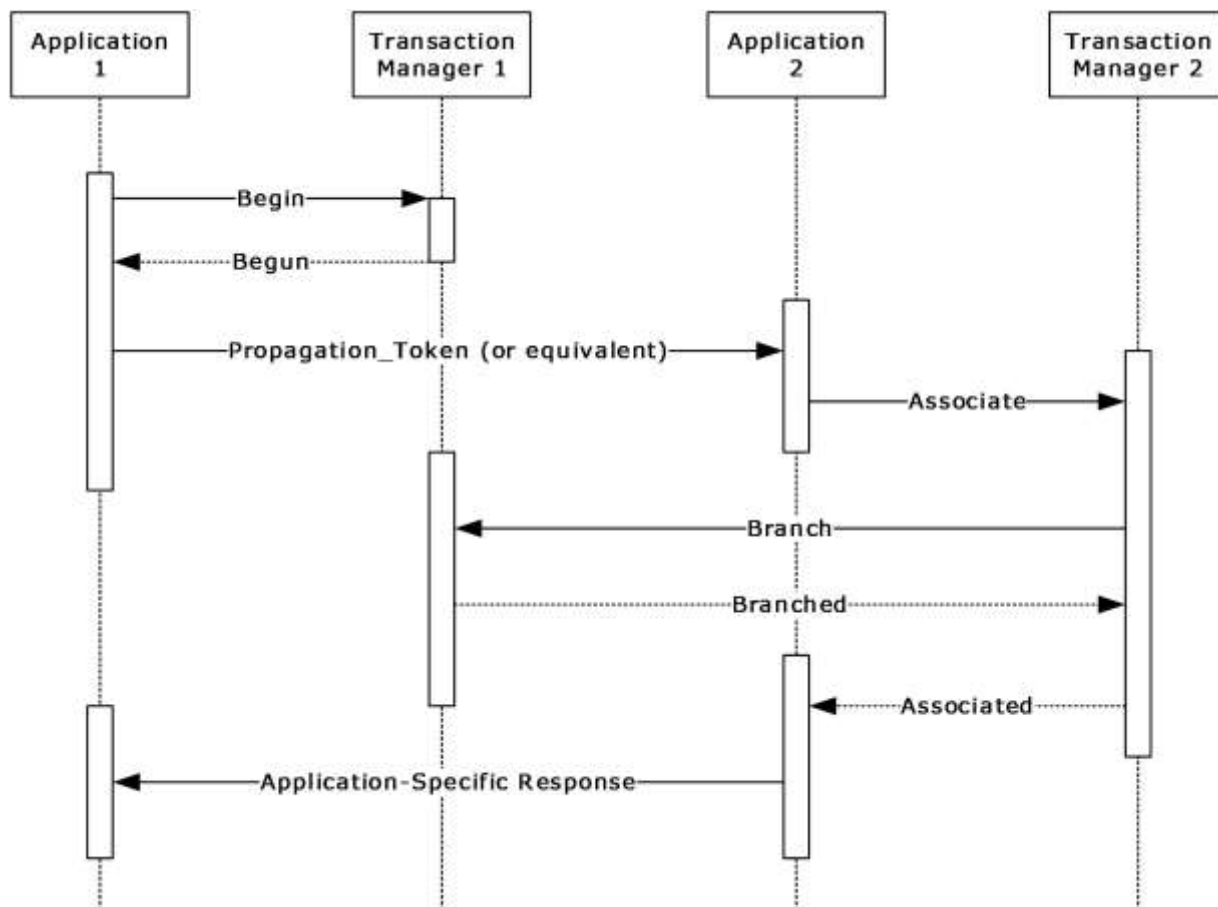 Application
1
Transaction
Manager 1
Application
2
Transaction
Manager 2
Begin
Begun
Propagation_Token (or equivalent)
Associate
Branch
Branched
Associated
Application-Specific Response